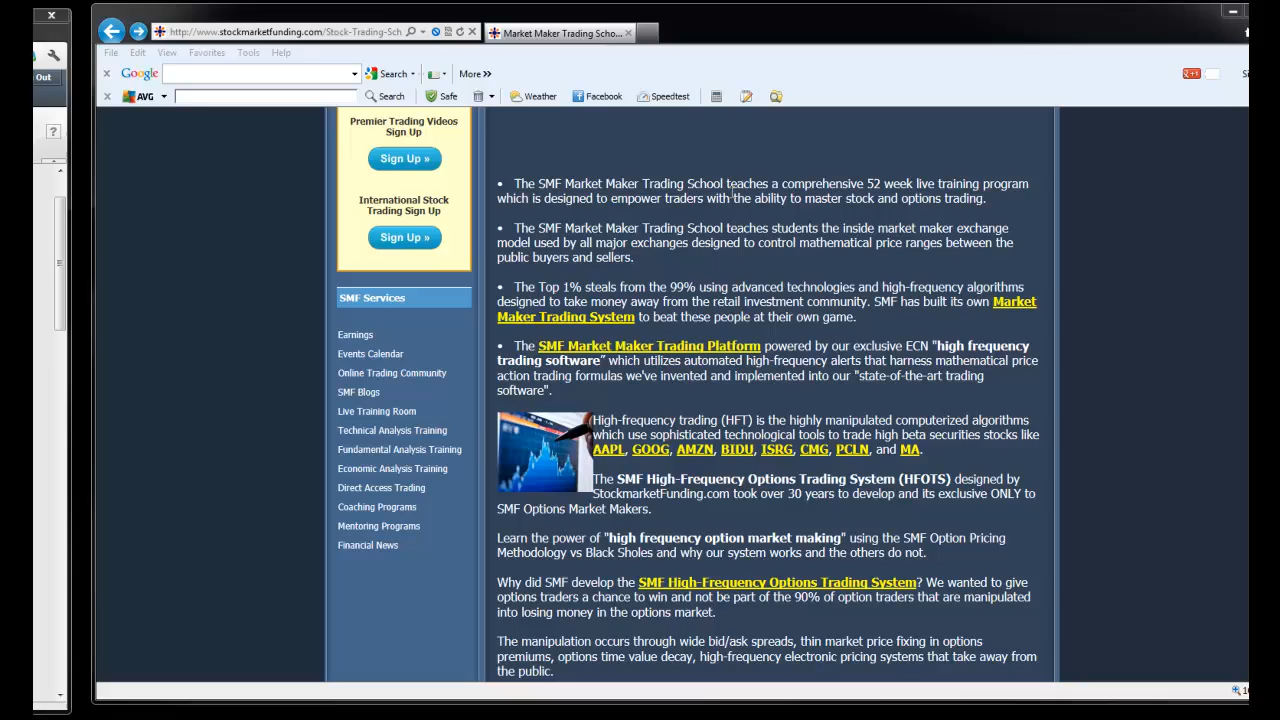 Out
?
http://www.stockmarketfunding.com/Stock-Trading-Sch
Market Maker Trading Scho...
File Edit View Favorites Tools Help
Google Search More »
+1
AVG Search Safe Weather Facebook Speedtest
Premier Trading Videos
Sign Up
Sign Up »
International Stock
Trading Sign Up
Sign Up »
SMF Services
Earnings
Events Calendar
Online Trading Community
SMF Blogs
Live Training Room
Technical Analysis Training
Fundamental Analysis Training
Economic Analysis Training
Direct Access Trading
Coaching Programs
Mentoring Programs
Financial News
• The SMF Market Maker Trading School teaches a comprehensive 52 week live training program
which is designed to empower traders with the ability to master stock and options trading.
• The SMF Market Maker Trading School teaches students the inside market maker exchange
model used by all major exchanges designed to control mathematical price ranges between the
public buyers and sellers.
• The Top 1% steals from the 99% using advanced technologies and high-frequency algorithms
designed to take money away from the retail investment community. SMF has built its own Market
Maker Trading System to beat these people at their own game.
• The SMF Market Maker Trading Platform powered by our exclusive ECN "high frequency
trading software" which utilizes automated high-frequency alerts that harness mathematical price
action trading formulas we've invented and implemented into our "state-of-the-art trading
software".
High-frequency trading (HFT) is the highly manipulated computerized algorithms
which use sophisticated technological tools to trade high beta securities stocks like
AAPL, GOOG, AMZN, BIDU, ISRG, CMG, PCLN, and MA.
The SMF High-Frequency Options Trading System (HFOTS) designed by
StockmarketFunding.com took over 30 years to develop and its exclusive ONLY to
SMF Options Market Makers.
Learn the power of "high frequency option market making" using the SMF Option Pricing
Methodology vs Black Sholes and why our system works and the others do not.
Why did SMF develop the SMF High-Frequency Options Trading System? We wanted to give
options traders a chance to win and not be part of the 90% of option traders that are manipulated
into losing money in the options market.
The manipulation occurs through wide bid/ask spreads, thin market price fixing in options
premiums, options time value decay, high-frequency electronic pricing systems that take away from
the public.